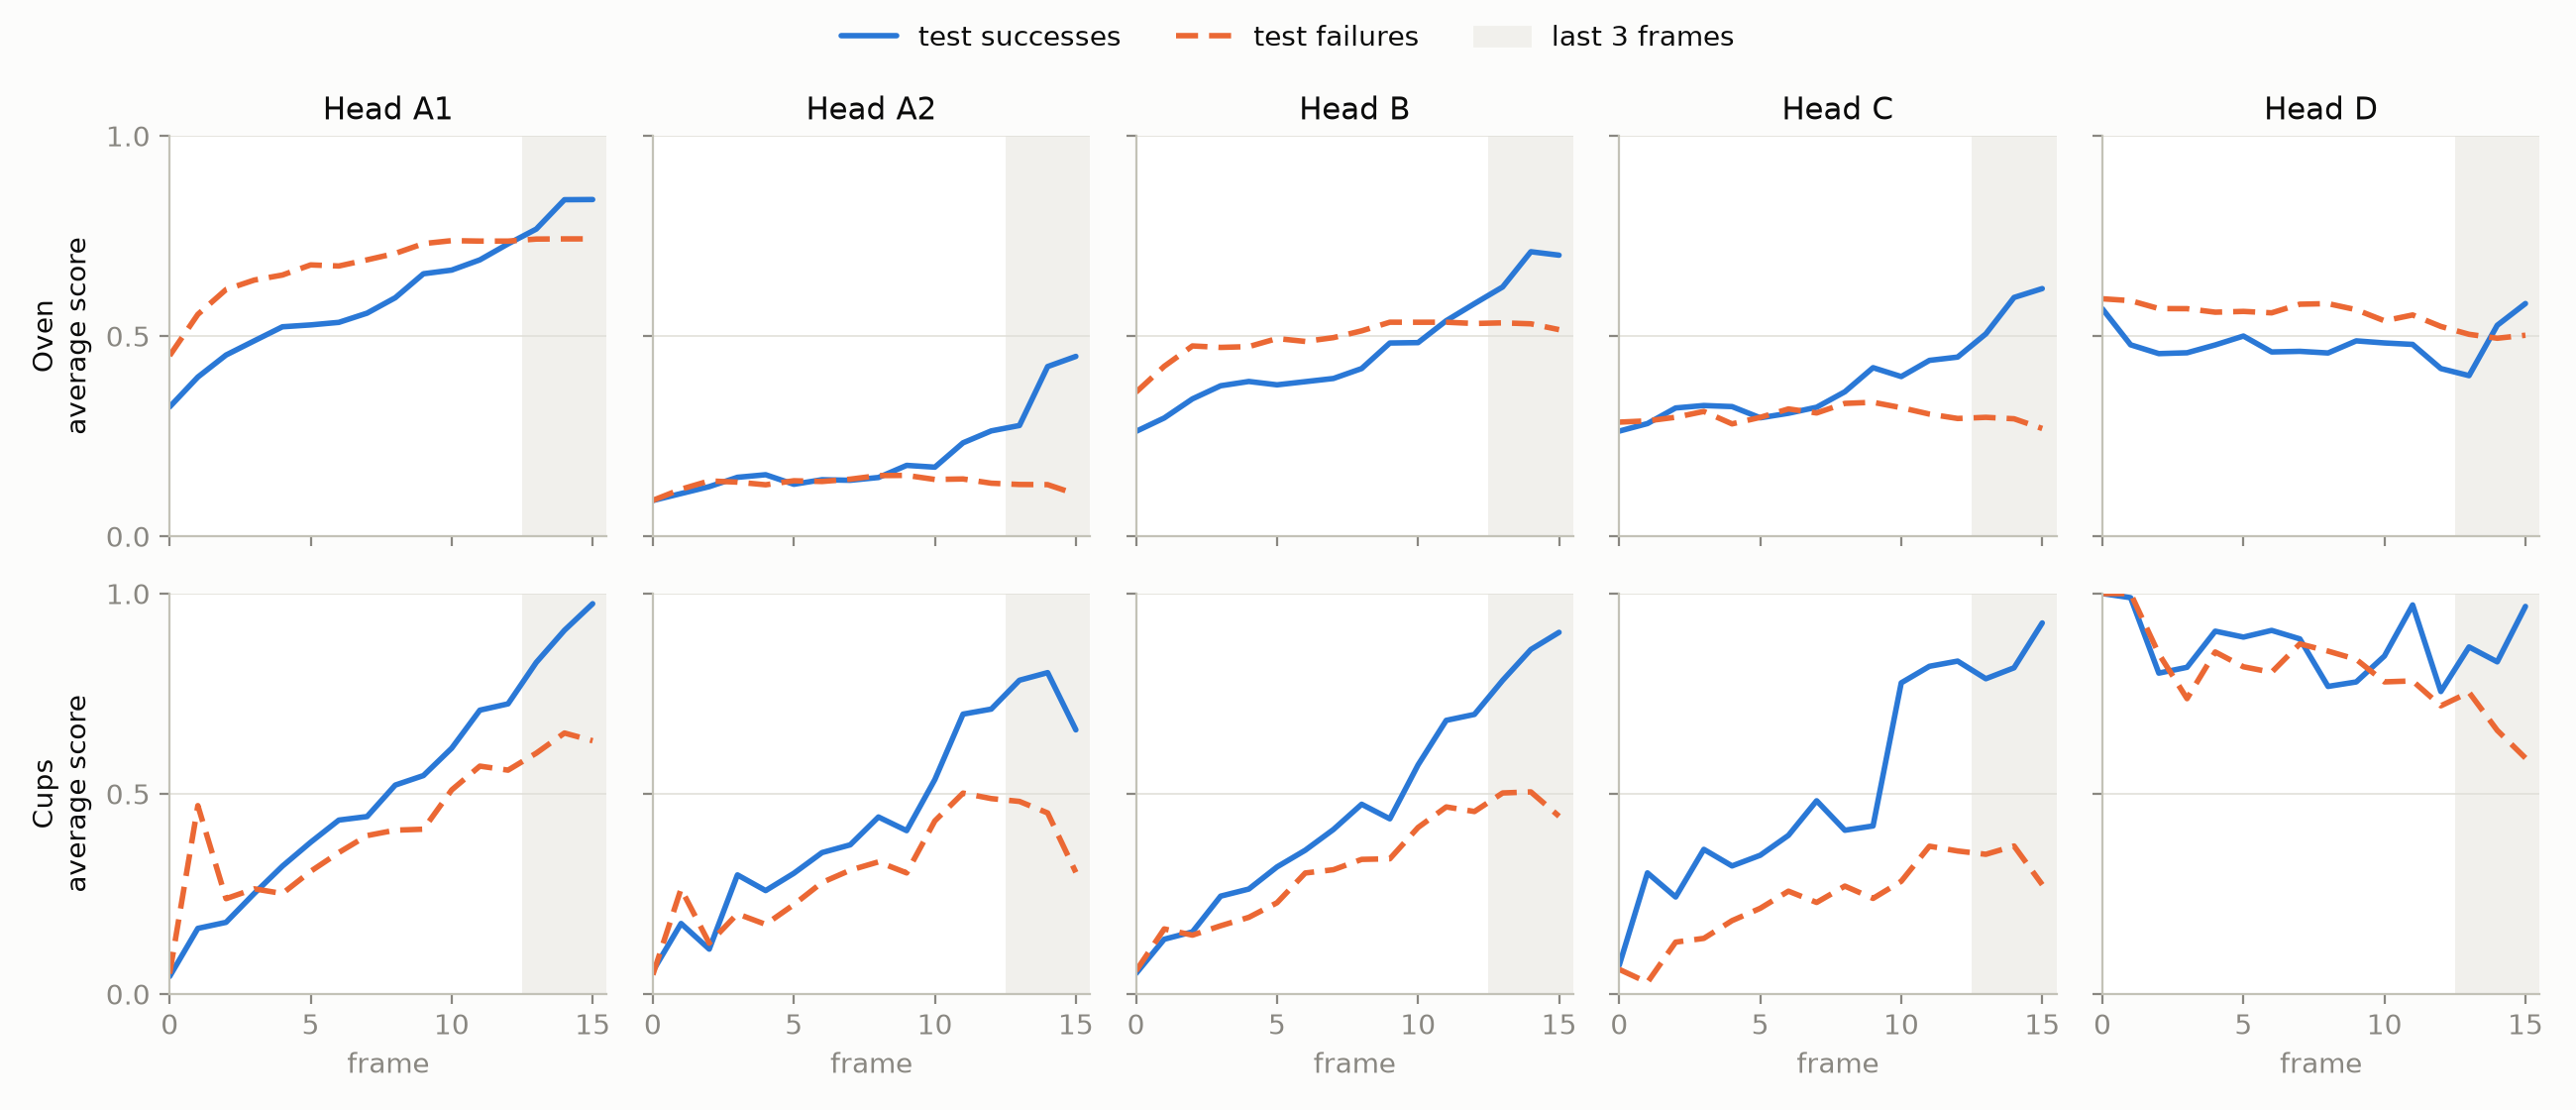 test successes test failures last 3 frames
Head A1 Head A2 Head B Head C Head D
Oven
average score
1.0
0.5
0.0
Cups
average score
1.0
0.5
0.0
0 5 10 15 0 5 10 15 0 5 10 15 0 5 10 15 0 5 10 15
frame frame frame frame frame